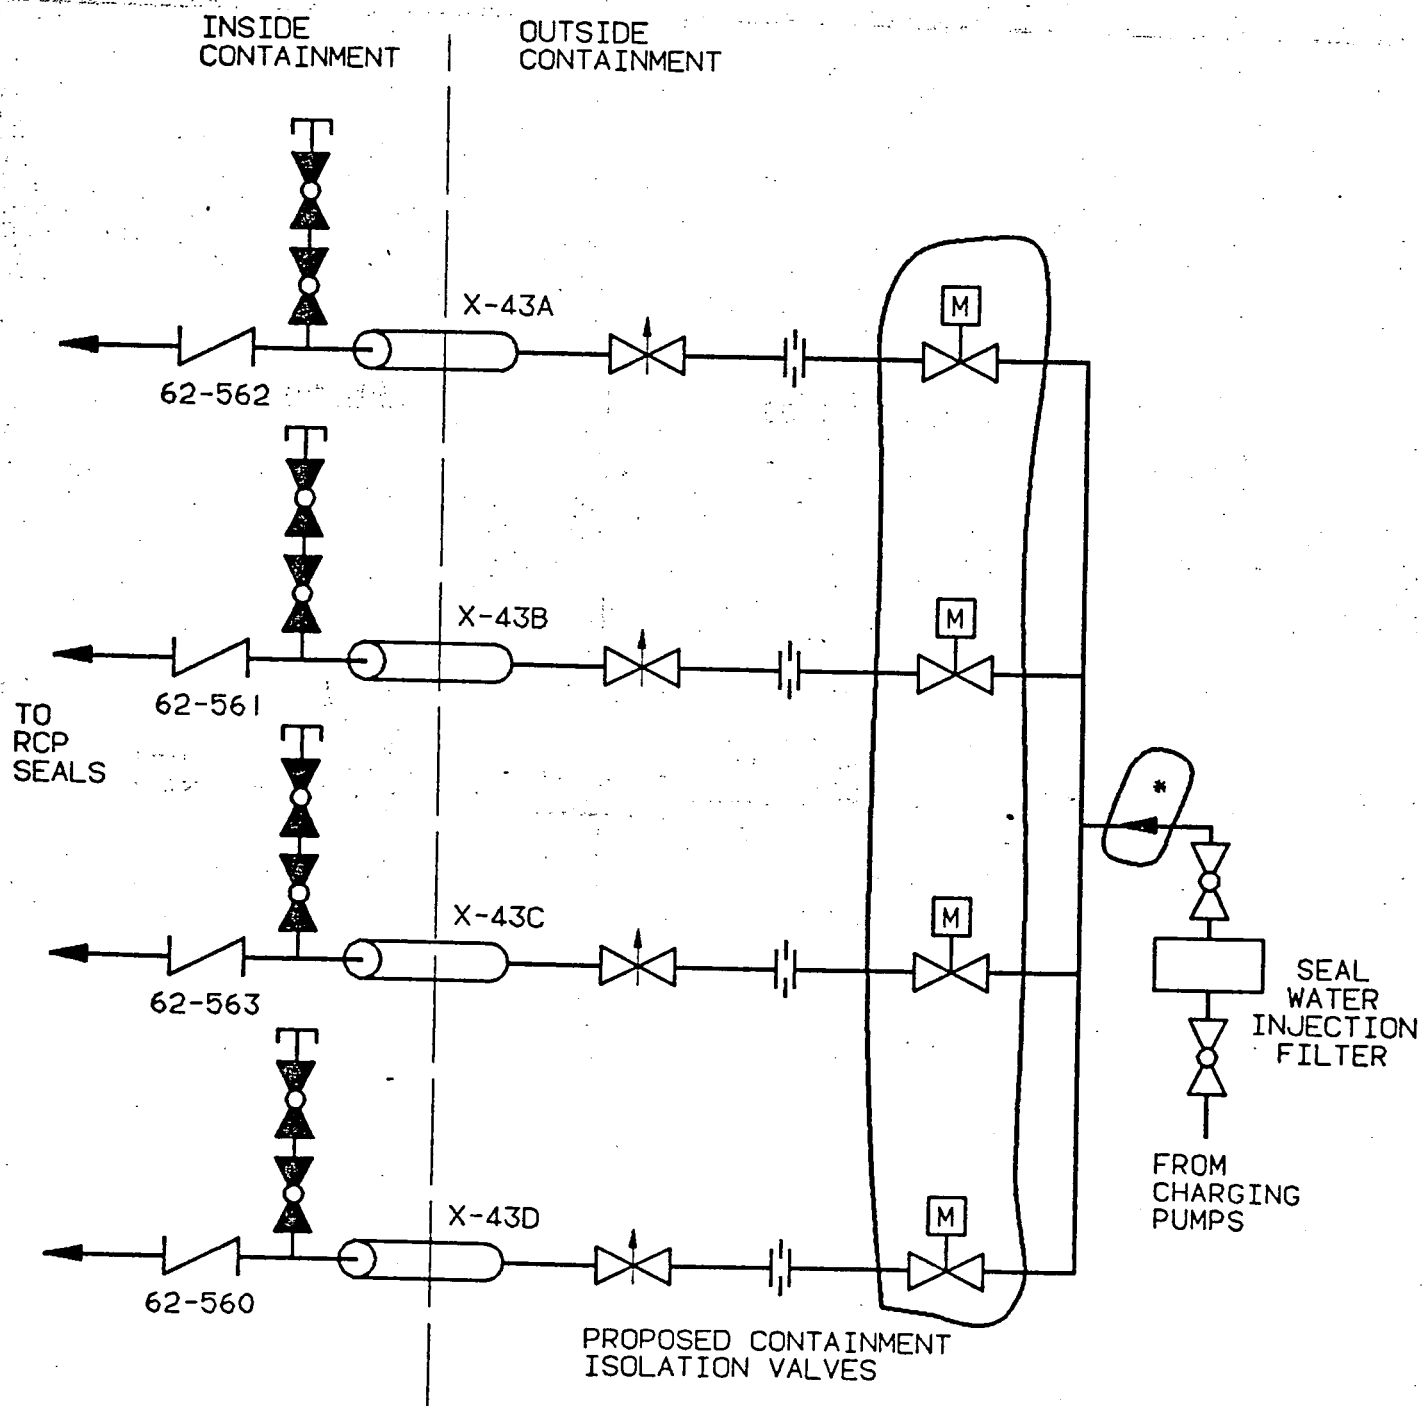 INSIDE
CONTAINMENT
OUTSIDE
CONTAINMENT
X-43A
M
62-562
X-43B
M
62-561
TO
RCP
SEALS
*
X-43C
M
62-563
SEAL
WATER
INJECTION
FILTER
X-43D
M
62-560
FROM
CHARGING
PUMPS
PROPOSED CONTAINMENT
ISOLATION VALVES